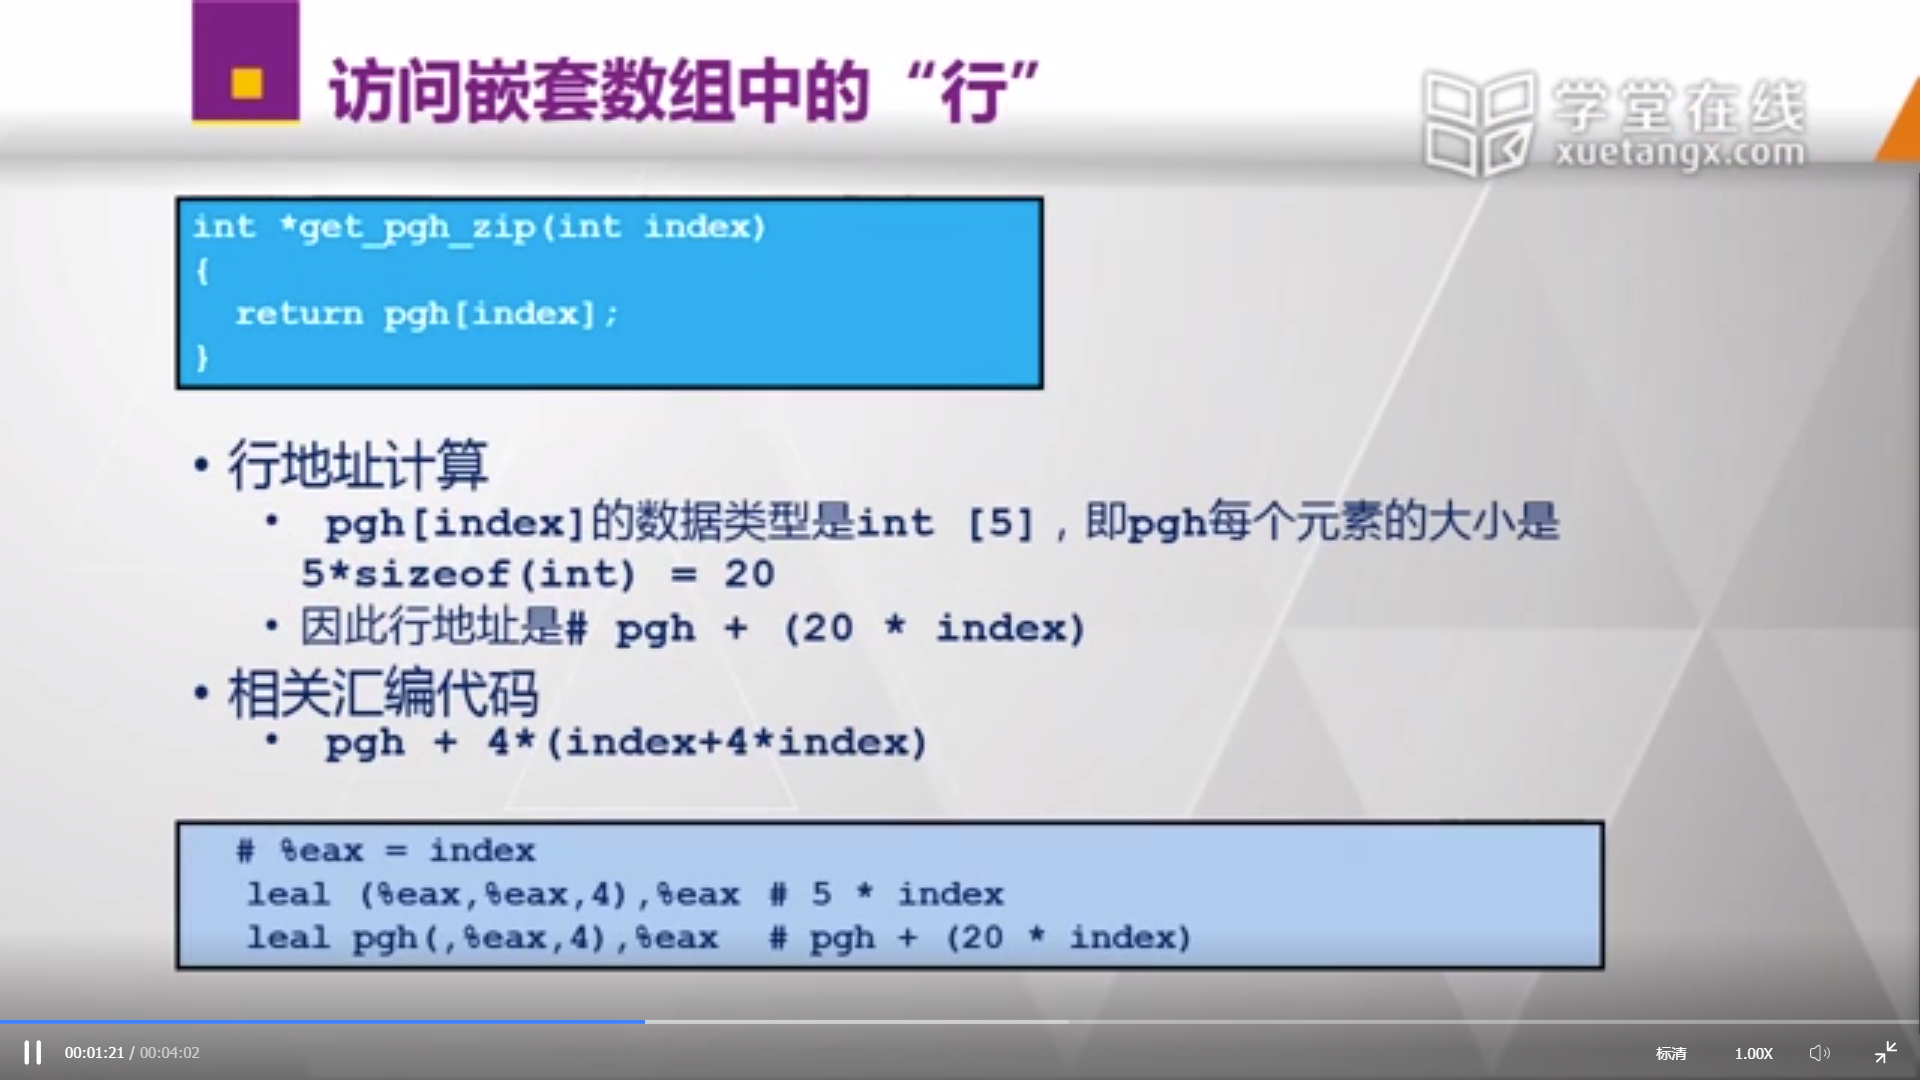 访问嵌套数组中的“行”
学堂在线
xuetangx.com
int *get_pgh_zip(int index)
{
return pgh[index];
}
• 行地址计算
• pgh[index]的数据类型是int [5]，即pgh每个元素的大小是
5*sizeof(int) = 20
• 因此行地址是# pgh + (20 * index)
• 相关汇编代码
• pgh + 4*(index+4*index)
# %eax = index
leal (%eax,%eax,4),%eax # 5 * index
leal pgh(,%eax,4),%eax # pgh + (20 * index)
00:01:21 / 00:04:02
标清
1.00X